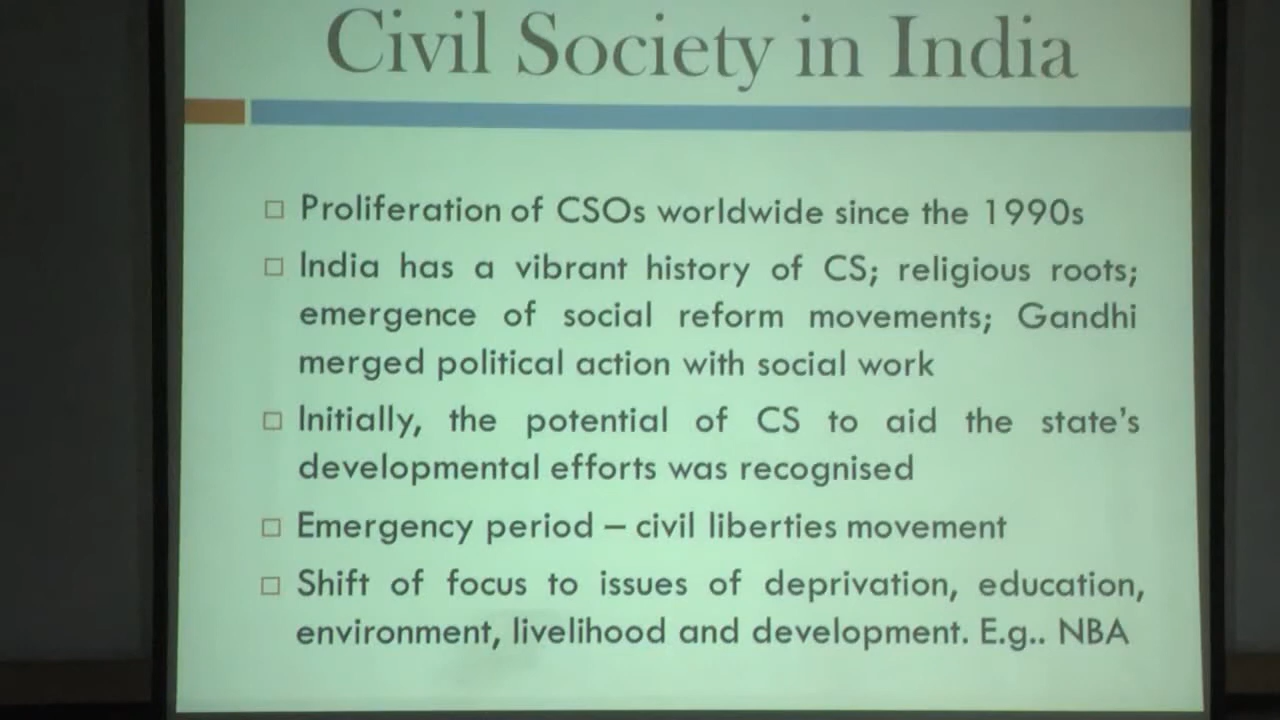 Civil Society in India
Proliferation of CSOs worldwide since the 1990s
India has a vibrant history of CS; religious roots;
emergence of social reform movements; Gandhi
merged political action with social work
Initially, the potential of CS to aid the state's
developmental efforts was recognised
Emergency period – civil liberties movement
Shift of focus to issues of deprivation, education,
environment, livelihood and development. E.g.. NBA